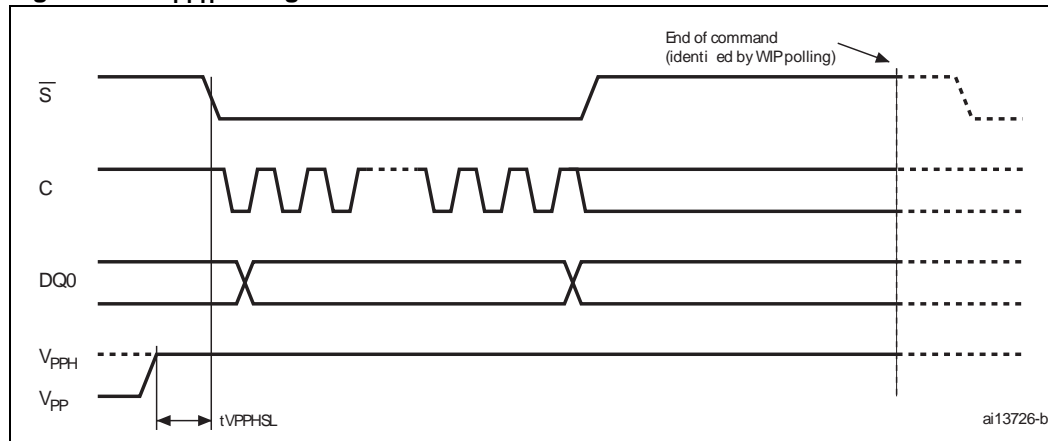 End of command
(identi ed by WIP polling)
S
C
DQ0
VPPH
VPP
tVPPHSL
ai13726-b